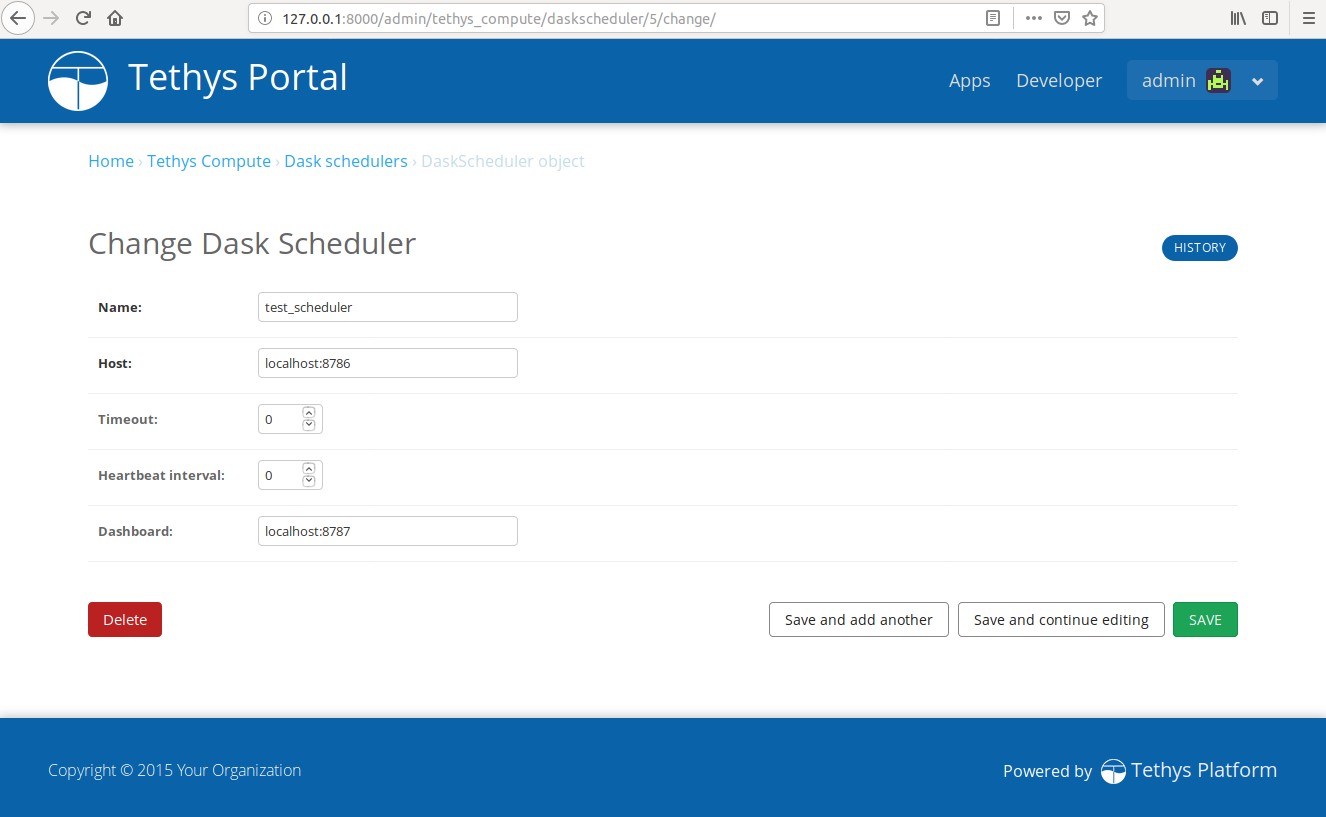 127.0.0.1:8000/admin/tethys_compute/daskscheduler/5/change/
Tethys Portal
Apps
Developer
admin
Home › Tethys Compute › Dask schedulers › DaskScheduler object
Change Dask Scheduler
HISTORY
Name:
test_scheduler
Host:
localhost:8786
Timeout:
0
Heartbeat interval:
0
Dashboard:
localhost:8787
Delete
Save and add another
Save and continue editing
SAVE
Copyright © 2015 Your Organization
Powered by Tethys Platform